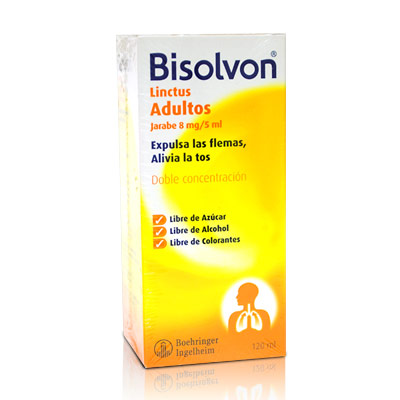 Bisolvon®
Linctus
Adultos
Jarabe 8 mg/5 ml
Expulsa las flemas,
Alivia la tos
Doble concentración
Libre de Azúcar
Libre de Alcohol
Libre de Colorantes
Boehringer
Ingelheim
120